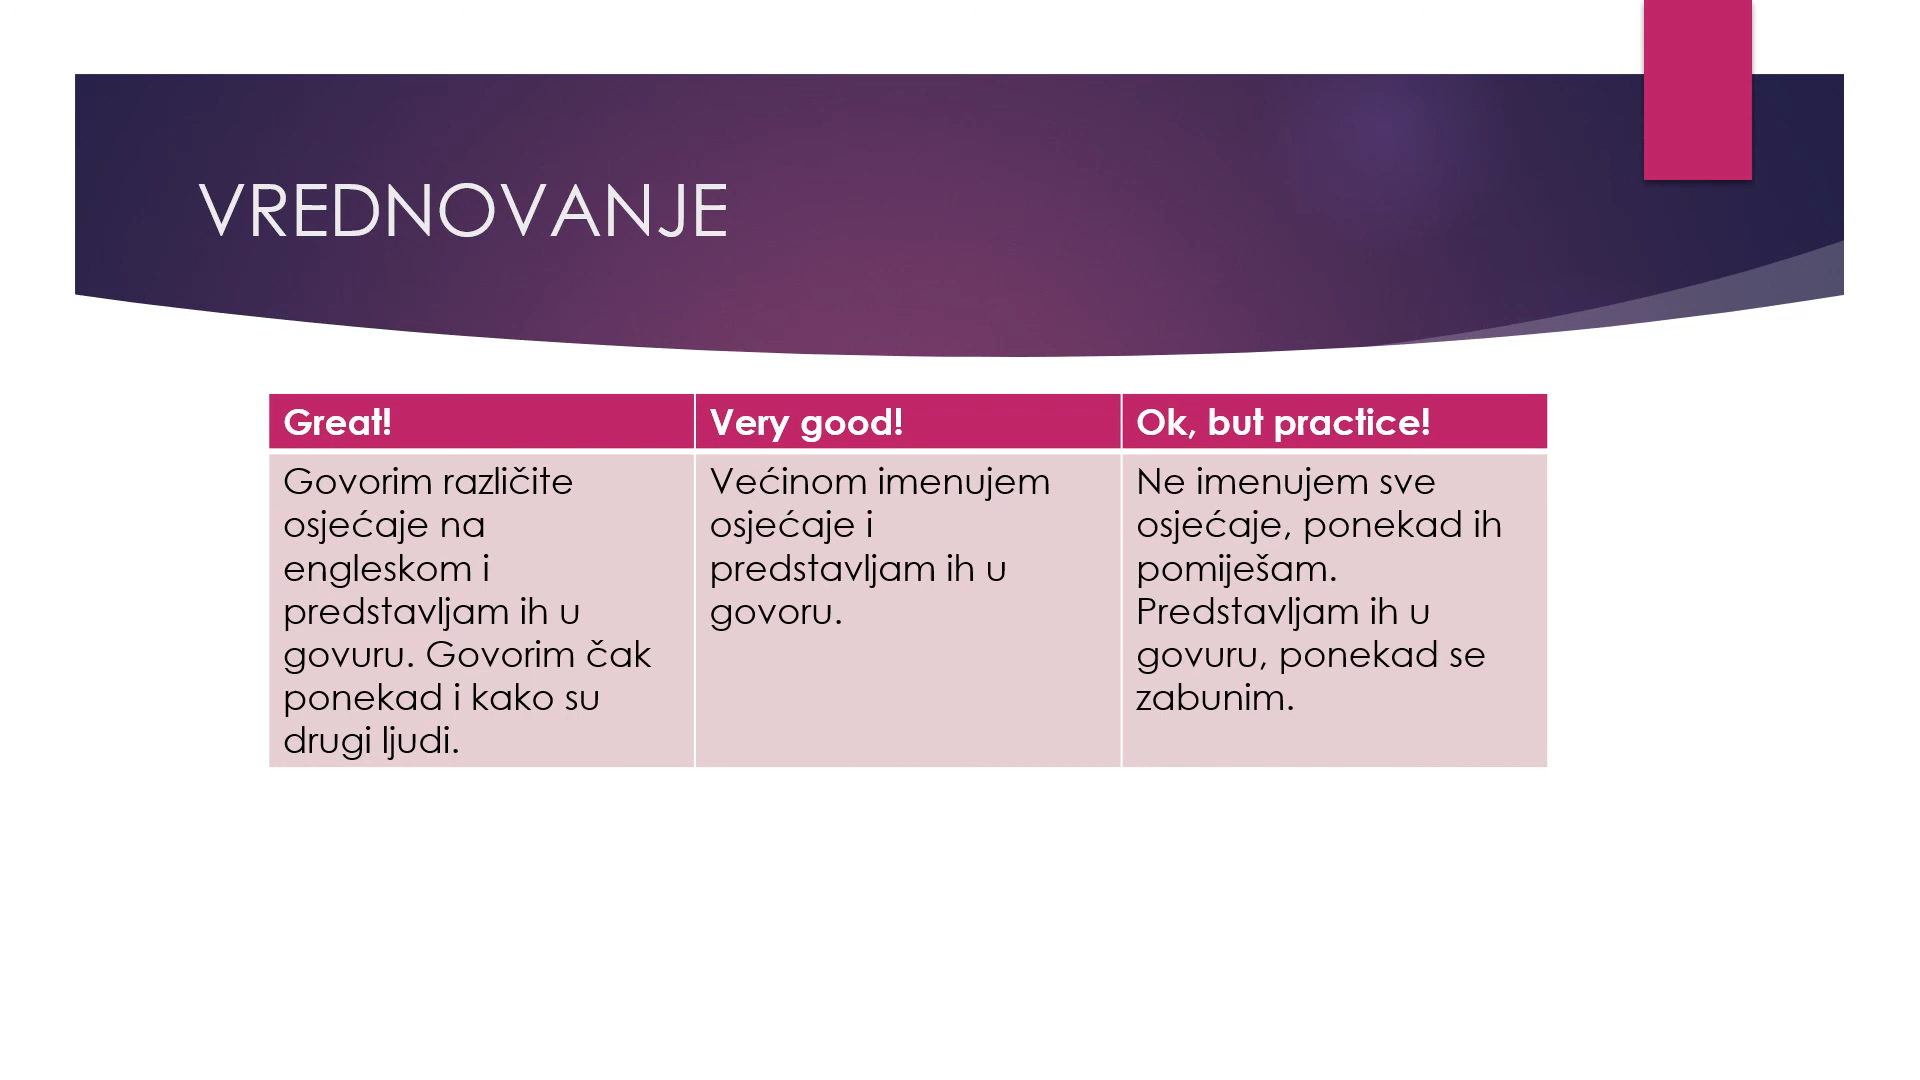 VREDNOVANJE
Great!
Very good!
Ok, but practice!
Govorim različite
osjećaje na
engleskom i
predstavljam ih u
govuru. Govorim čak
ponekad i kako su
drugi ljudi.
Većinom imenujem
osjećaje i
predstavljam ih u
govoru.
Ne imenujem sve
osjećaje, ponekad ih
pomiješam.
Predstavljam ih u
govuru, ponekad se
zabunim.